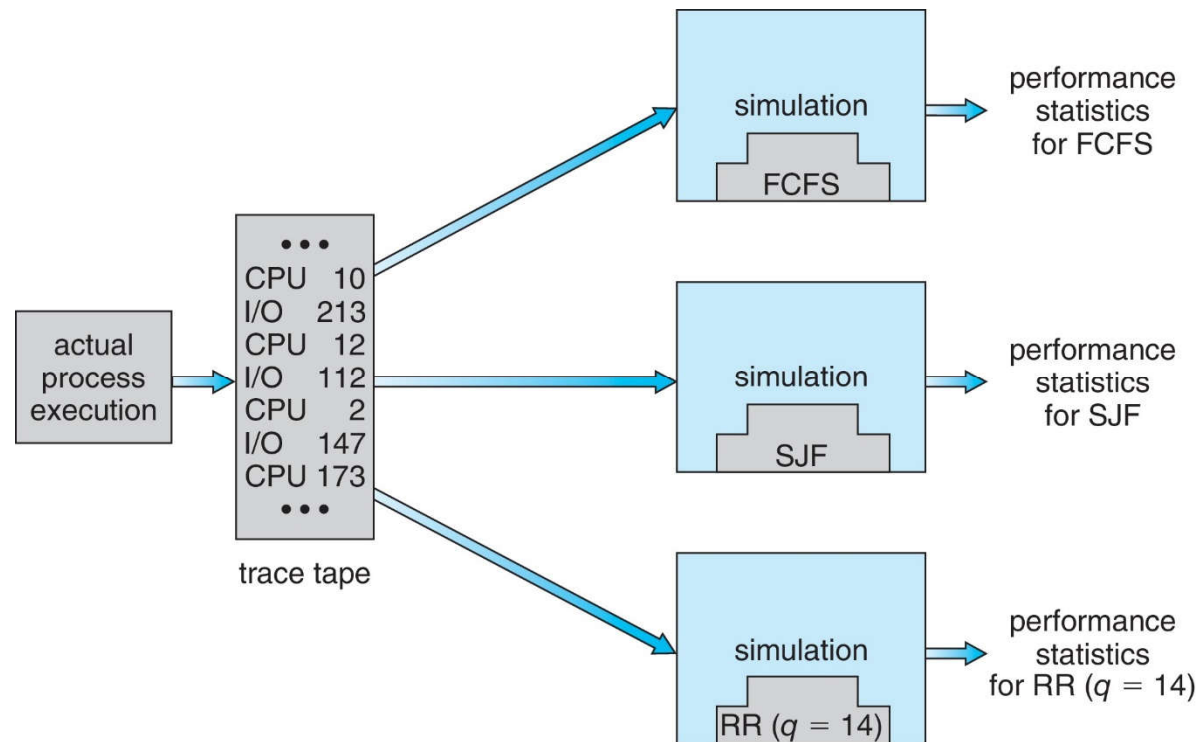 actual
process
execution
• • •
CPU 10
I/O 213
CPU 12
I/O 112
CPU 2
I/O 147
CPU 173
• • •
trace tape
simulation
FCFS
performance
statistics
for FCFS
simulation
SJF
performance
statistics
for SJF
simulation
RR (q = 14)
performance
statistics
for RR (q = 14)